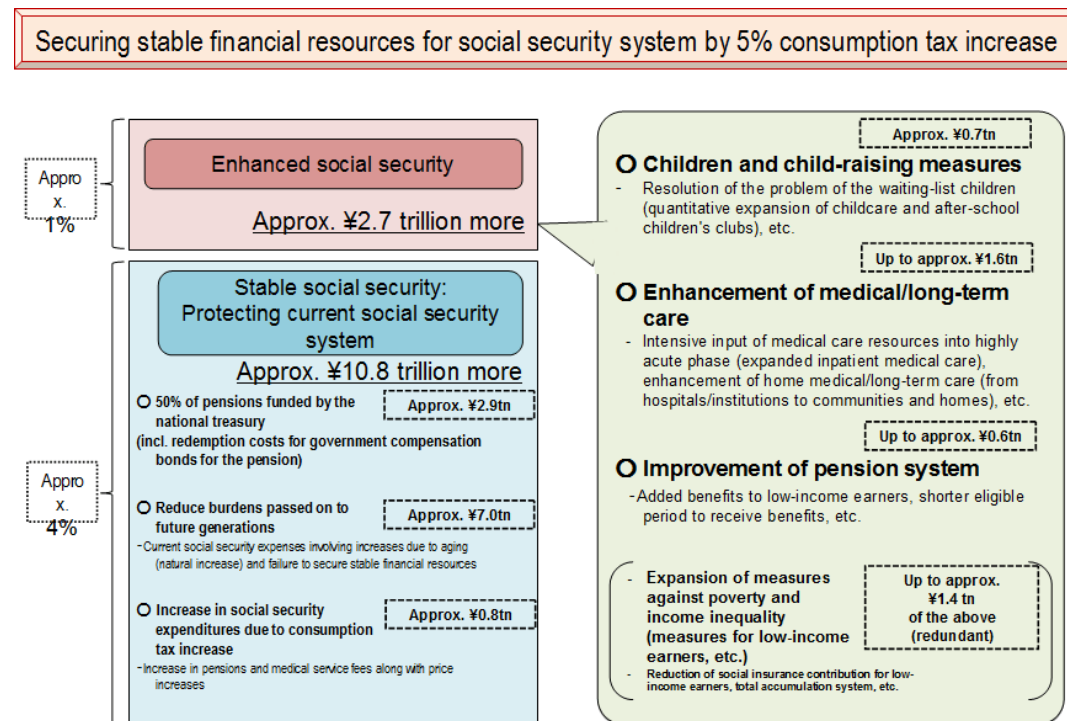 Securing stable financial resources for social security system by 5% consumption tax increase
Appro
x.
1%
Enhanced social security
Approx. ¥2.7 trillion more
Appro
x.
4%
Stable social security:
Protecting current social security
system
Approx. ¥10.8 trillion more
50% of pensions funded by the
national treasury
(incl. redemption costs for government compensation
bonds for the pension)
Approx. ¥2.9tn
Reduce burdens passed on to
future generations
Approx. ¥7.0tn
- Current social security expenses involving increases due to aging
(natural increase) and failure to secure stable financial resources
Increase in social security
expenditures due to consumption
tax increase
Approx. ¥0.8tn
- Increase in pensions and medical service fees along with price
increases
Approx. ¥0.7tn
Children and child-raising measures
- Resolution of the problem of the waiting-list children
(quantitative expansion of childcare and after-school
children's clubs), etc.
Up to approx. ¥1.6tn
Enhancement of medical/long-term
care
- Intensive input of medical care resources into highly
acute phase (expanded inpatient medical care),
enhancement of home medical/long-term care (from
hospitals/institutions to communities and homes), etc.
Up to approx. ¥0.6tn
Improvement of pension system
-Added benefits to low-income earners, shorter eligible
period to receive benefits, etc.
- Expansion of measures
against poverty and
income inequality
(measures for low-income
earners, etc.)
- Reduction of social insurance contribution for low-
income earners, total accumulation system, etc.
Up to approx.
¥1.4 tn
of the above
(redundant)